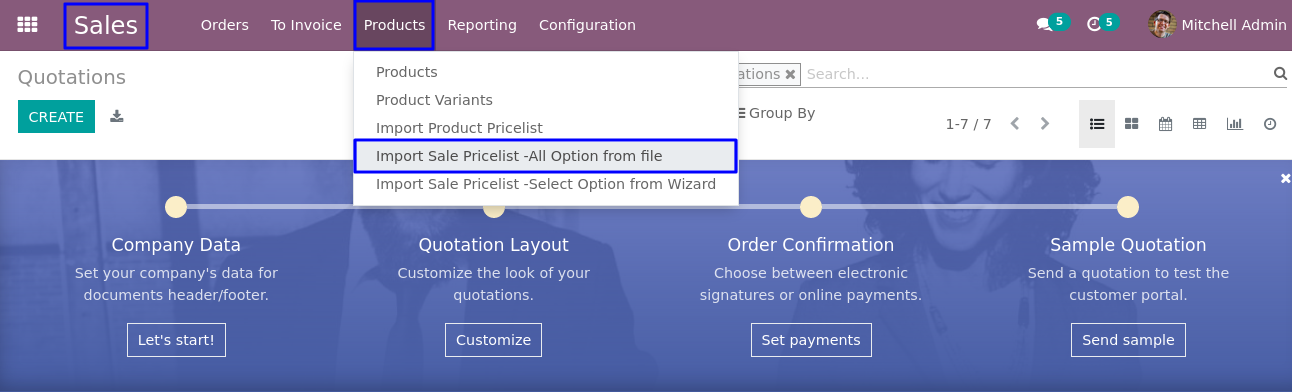 Sales Orders To Invoice Products Reporting Configuration 5 5 Mitchell Admin
Quotations
ations ✖ Search...
CREATE
Group By
1-7 / 7
Products
Product Variants
Import Product Pricelist
Import Sale Pricelist -All Option from file
Import Sale Pricelist -Select Option from Wizard
Company Data
Set your company's data for
documents header/footer.
Let's start!
Quotation Layout
Customize the look of your
quotations.
Customize
Order Confirmation
Choose between electronic
signatures or online payments.
Set payments
Sample Quotation
Send a quotation to test the
customer portal.
Send sample